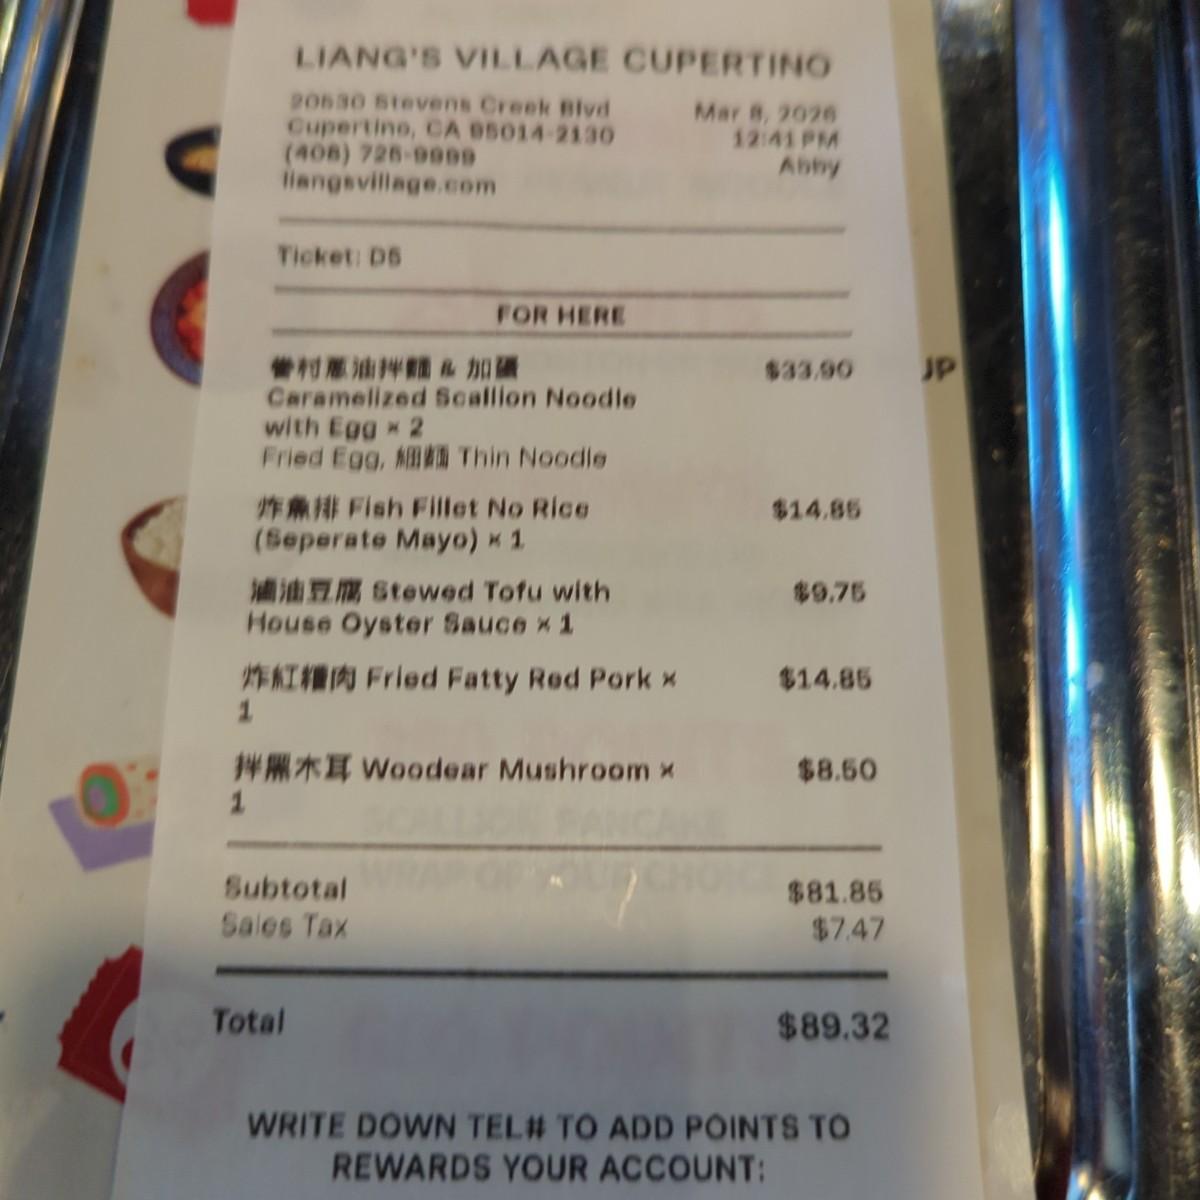 LIANG'S VILLAGE CUPERTINO
20530 Stevens Creek Blvd
Mar 8, 2026
Cupertino, CA 95014-2130
12:41 PM
(408) 725-9999
Abby
liangsvillage.com
Ticket: D5
FOR HERE
眷村蔥油拌麵 & 加蛋 $33.90
Caramelized Scallion Noodle
with Egg × 2
Fried Egg, 細麵 Thin Noodle
炸魚排 Fish Fillet No Rice $14.85
(Seperate Mayo) × 1
滷油豆腐 Stewed Tofu with $9.75
House Oyster Sauce × 1
炸紅糟肉 Fried Fatty Red Pork × $14.85
1
拌黑木耳 Woodear Mushroom × $8.50
1
Subtotal $81.85
Sales Tax $7.47
Total $89.32
WRITE DOWN TEL# TO ADD POINTS TO
REWARDS YOUR ACCOUNT:
SCALLION PANCAKE
WRAP OF YOUR CHOICE